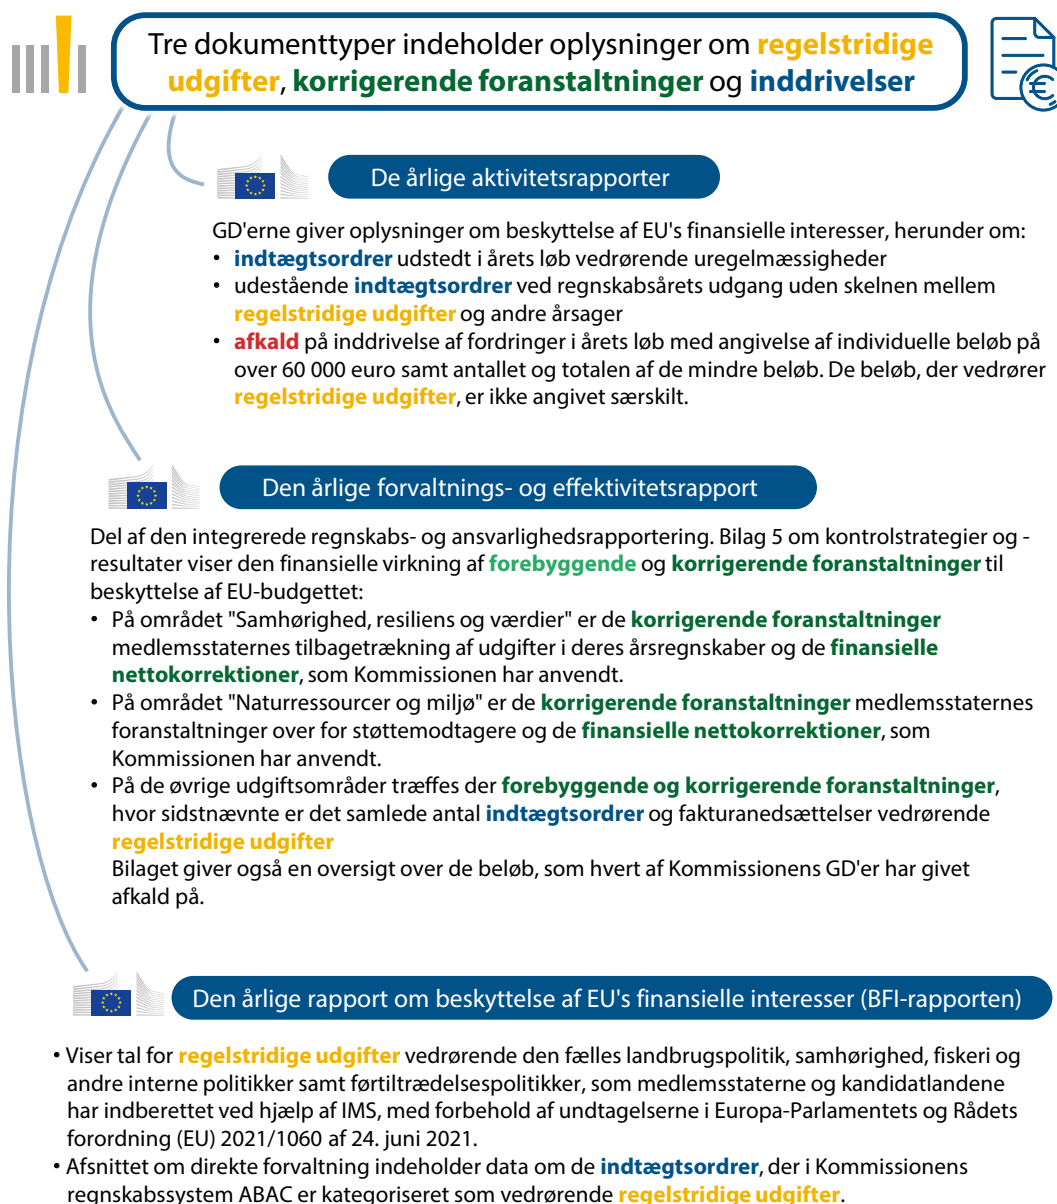 Tre dokumenttyper indeholder oplysninger om regelstridige
udgifter, korrigerende foranstaltninger og inddrivelser
De årlige aktivitetsrapporter
GD'erne giver oplysninger om beskyttelse af EU's finansielle interesser, herunder om:
• indtægtsordrer udstedt i årets løb vedrørende uregelmæssigheder
• udestående indtægtsordrer ved regnskabsårets udgang uden skelnen mellem
regelstridige udgifter og andre årsager
• afkald på inddrivelse af fordringer i årets løb med angivelse af individuelle beløb på
over 60 000 euro samt antallet og totalen af de mindre beløb. De beløb, der vedrører
regelstridige udgifter, er ikke angivet særskilt.
Den årlige forvaltnings- og effektivitetsrapport
Del af den integrerede regnskabs- og ansvarlighedsrapportering. Bilag 5 om kontrolstrategier og -
resultater viser den finansielle virkning af forebyggende og korrigerende foranstaltninger til
beskyttelse af EU-budgettet:
• På området "Samhørighed, resiliens og værdier" er de korrigerende foranstaltninger
medlemsstaternes tilbagetrækning af udgifter i deres årsregnskaber og de finansielle
nettokorrektioner, som Kommissionen har anvendt.
• På området "Naturressourcer og miljø" er de korrigerende foranstaltninger medlemsstaternes
foranstaltninger over for støttemodtagere og de finansielle nettokorrektioner, som
Kommissionen har anvendt.
• På de øvrige udgiftsområder træffes der forebyggende og korrigerende foranstaltninger,
hvor sidstnævnte er det samlede antal indtægtsordrer og fakturanedsættelser vedrørende
regelstridige udgifter
Bilaget giver også en oversigt over de beløb, som hvert af Kommissionens GD'er har givet
afkald på.
Den årlige rapport om beskyttelse af EU's finansielle interesser (BFI-rapporten)
• Viser tal for regelstridige udgifter vedrørende den fælles landbrugspolitik, samhørighed, fiskeri og
andre interne politikker samt førtiltrædelsespolitikker, som medlemsstaterne og kandidatlandene
har indberettet ved hjælp af IMS, med forbehold af undtagelserne i Europa-Parlamentets og Rådets
forordning (EU) 2021/1060 af 24. juni 2021.
• Afsnittet om direkte forvaltning indeholder data om de indtægtsordrer, der i Kommissionens
regnskabssystem ABAC er kategoriseret som vedrørende regelstridige udgifter.